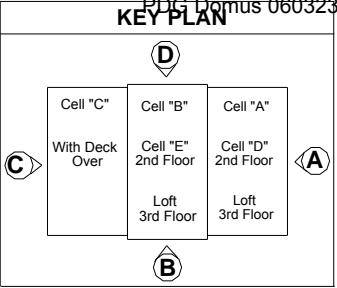 PDG Domus 060323
KEY PLAN
D
Cell "C"
With Deck
Over
Cell "B"
Cell "E"
2nd Floor
Loft
3rd Floor
Cell "A"
Cell "D"
2nd Floor
Loft
3rd Floor
C
A
B